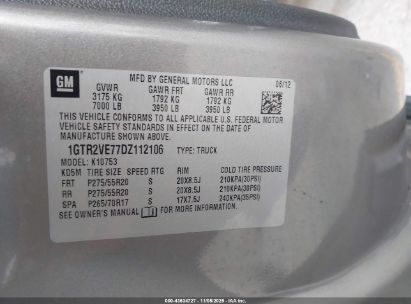 GM
MFD BY GENERAL MOTORS LLC 06/12
GVWR GAWR FRT GAWR RR
3175 KG 1792 KG 1792 KG
7000 LB 3950 LB 3950 LB
THIS VEHICLE CONFORMS TO ALL APPLICABLE U.S. FEDERAL MOTOR
VEHICLE SAFETY STANDARDS IN EFFECT ON THE DATE OF
MANUFACTURE SHOWN ABOVE.
1GTR2VE77DZ112106 TYPE: TRUCK
MODEL: K10753
KD5M TIRE SIZE SPEED RTG RIM COLD TIRE PRESSURE
FRT P275/55R20 S 20X8.5J 210KPA(30PSI)
RR P275/55R20 S 20X8.5J 210KPA(30PSI)
SPA P265/70R17 S 17X7.5J 240KPA(35PSI)
SEE OWNER'S MANUAL FOR MORE INFORMATION.